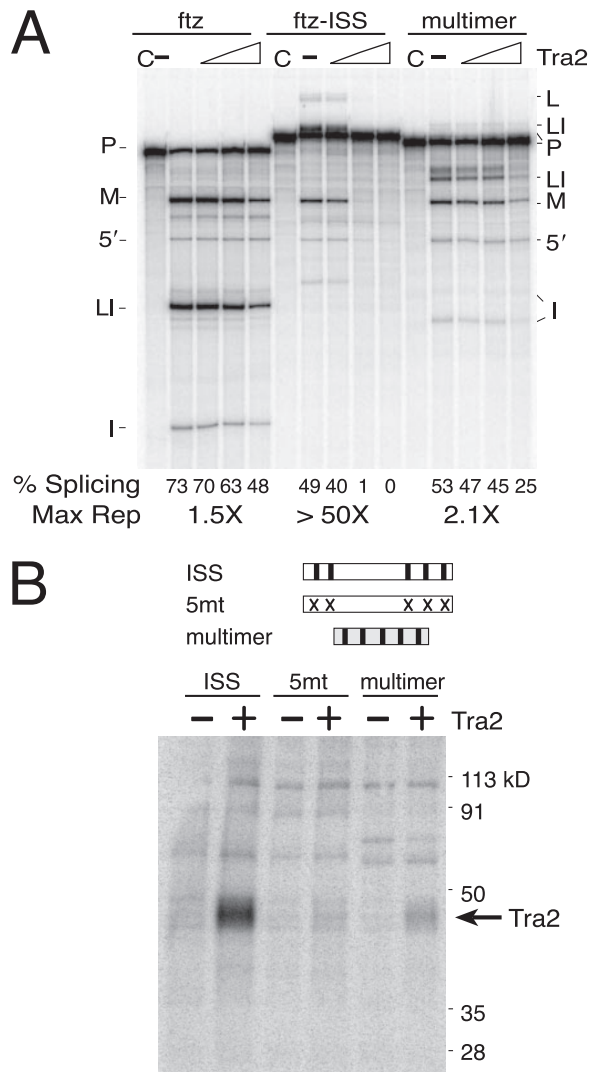 A
ftz ftz-ISS multimer
C – C – C – Tra2
P
M
5′
LI
I
L
LI
P
LI
M
5′
I
% Splicing 73 70 63 48 49 40 1 0 53 47 45 25
Max Rep 1.5X > 50X 2.1X
B
ISS
5mt X X X X X
multimer
ISS 5mt multimer
– + – + – + Tra2
113 kD
91
50
Tra2
35
28